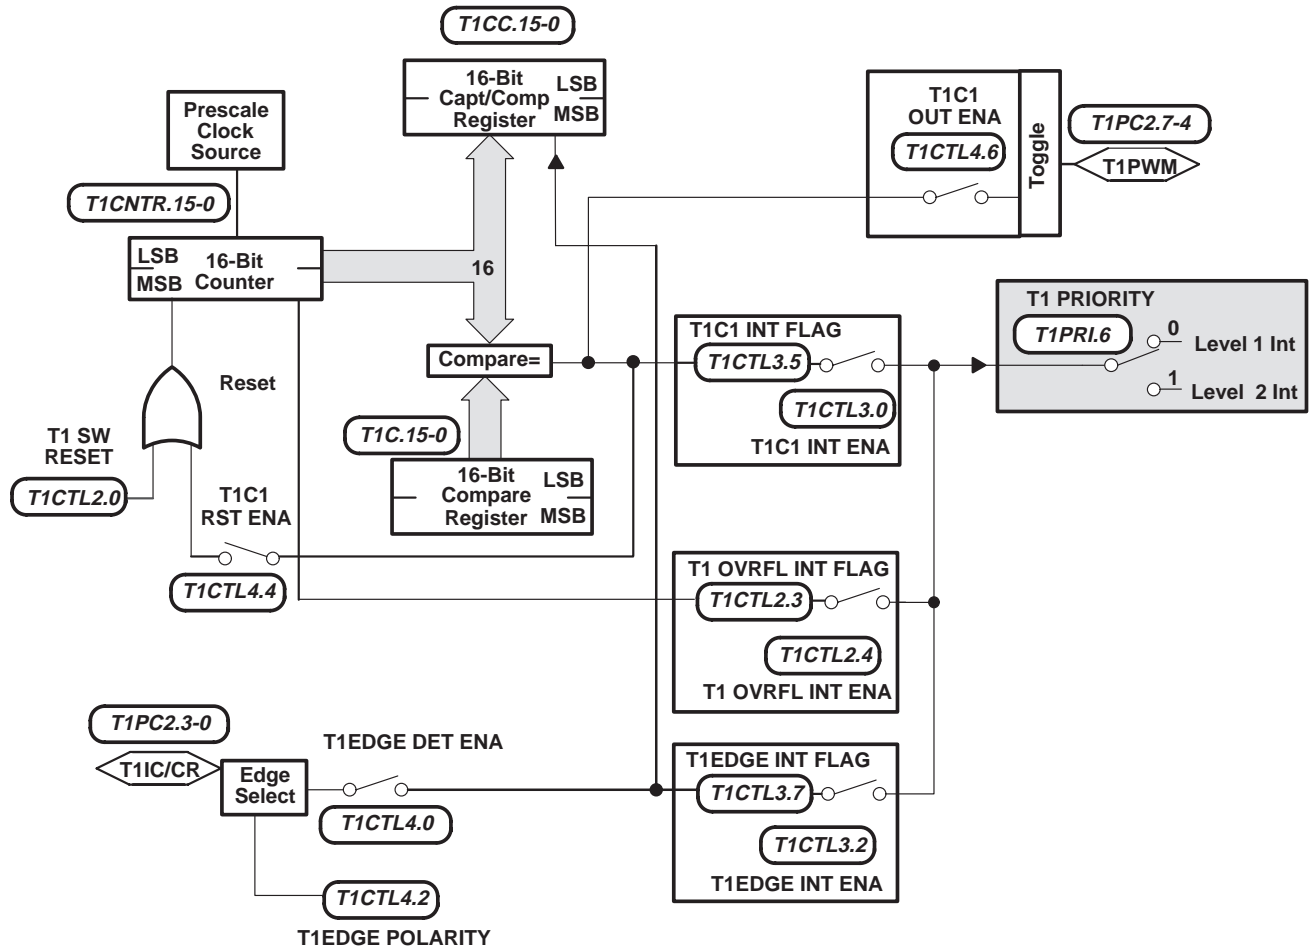 T1CC.15-0
16-Bit
Capt/Comp
Register
LSB
MSB
Prescale
Clock
Source
T1CNTR.15-0
LSB
MSB
16-Bit
Counter
16
T1C1
OUT ENA
T1CTL4.6
Toggle
T1PC2.7-4
T1PWM
Compare=
T1C.15-0
16-Bit
Compare
Register
LSB
MSB
Reset
T1 SW
RESET
T1CTL2.0
T1C1
RST ENA
T1CTL4.4
T1C1 INT FLAG
T1CTL3.5
T1CTL3.0
T1C1 INT ENA
T1 PRIORITY
T1PRI.6
0
Level 1 Int
1
Level 2 Int
T1 OVRFL INT FLAG
T1CTL2.3
T1CTL2.4
T1 OVRFL INT ENA
T1PC2.3-0
T1IC/CR
Edge
Select
T1EDGE DET ENA
T1CTL4.0
T1CTL4.2
T1EDGE POLARITY
T1EDGE INT FLAG
T1CTL3.7
T1CTL3.2
T1EDGE INT ENA